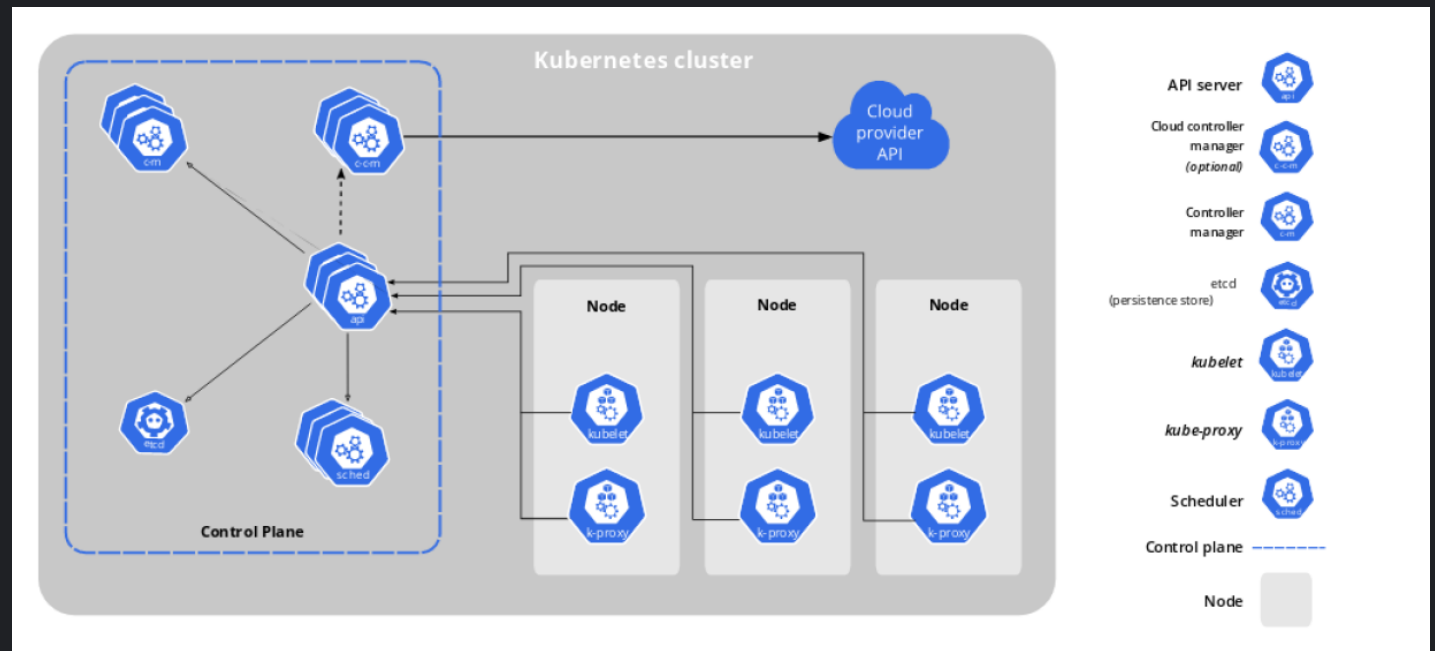 Kubernetes cluster
c-m
c-c-m
Cloud
provider
API
api
etcd
sched
Control Plane
Node
kubelet
k-proxy
Node
kubelet
k-proxy
Node
kubelet
k-proxy
API server
api
Cloud controller
manager
(optional)
c-c-m
Controller
manager
c-m
etcd
(persistence store)
etcd
kubelet
kubelet
kube-proxy
k-proxy
Scheduler
sched
Control plane
Node